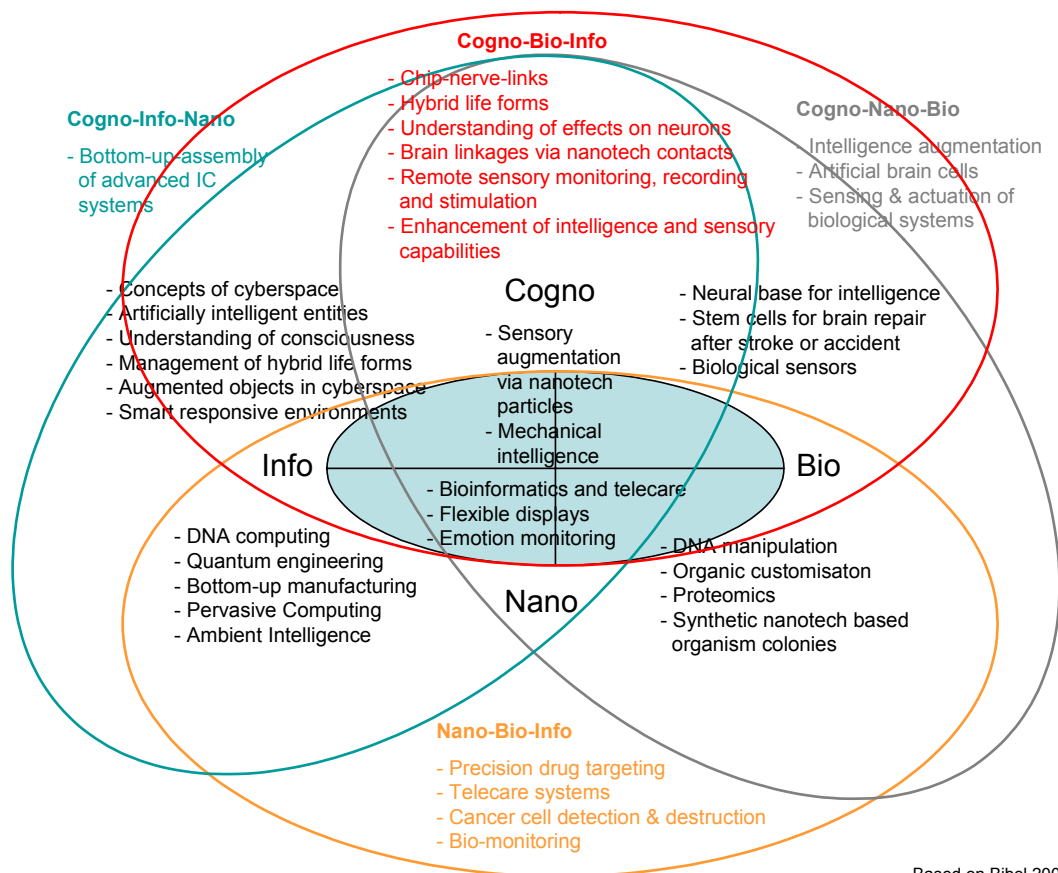 Cogno-Bio-Info
- Chip-nerve-links
- Hybrid life forms
- Understanding of effects on neurons
- Brain linkages via nanotech contacts
- Remote sensory monitoring, recording
and stimulation
- Enhancement of intelligence and sensory
capabilities
Cogno-Info-Nano
- Bottom-up-assembly
of advanced IC
systems
Cogno-Nano-Bio
- Intelligence augmentation
- Artificial brain cells
- Sensing & actuation of
biological systems
- Concepts of cyberspace
- Artificially intelligent entities
- Understanding of consciousness
- Management of hybrid life forms
- Augmented objects in cyberspace
- Smart responsive environments
Cogno
- Sensory
augmentation
via nanotech
particles
- Mechanical
intelligence
- Neural base for intelligence
- Stem cells for brain repair
after stroke or accident
- Biological sensors
Info
Bio
- Bioinformatics and telecare
- Flexible displays
- Emotion monitoring
- DNA computing
- Quantum engineering
- Bottom-up manufacturing
- Pervasive Computing
- Ambient Intelligence
Nano
- DNA manipulation
- Organic customisaton
- Proteomics
- Synthetic nanotech based
organism colonies
Nano-Bio-Info
- Precision drug targeting
- Telecare systems
- Cancer cell detection & destruction
- Bio-monitoring
Based on